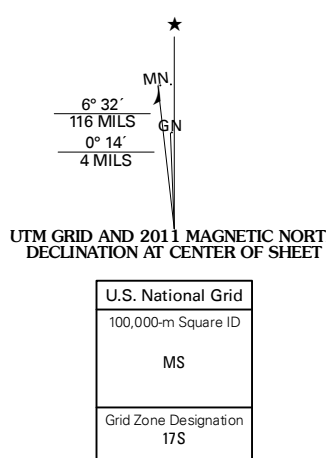 ★
MN.
6° 32´
116 MILS
GN
0° 14´
4 MILS
UTM GRID AND 2011 MAGNETIC NORT
DECLINATION AT CENTER OF SHEET
U.S. National Grid
100,000-m Square ID
MS
Grid Zone Designation
17S